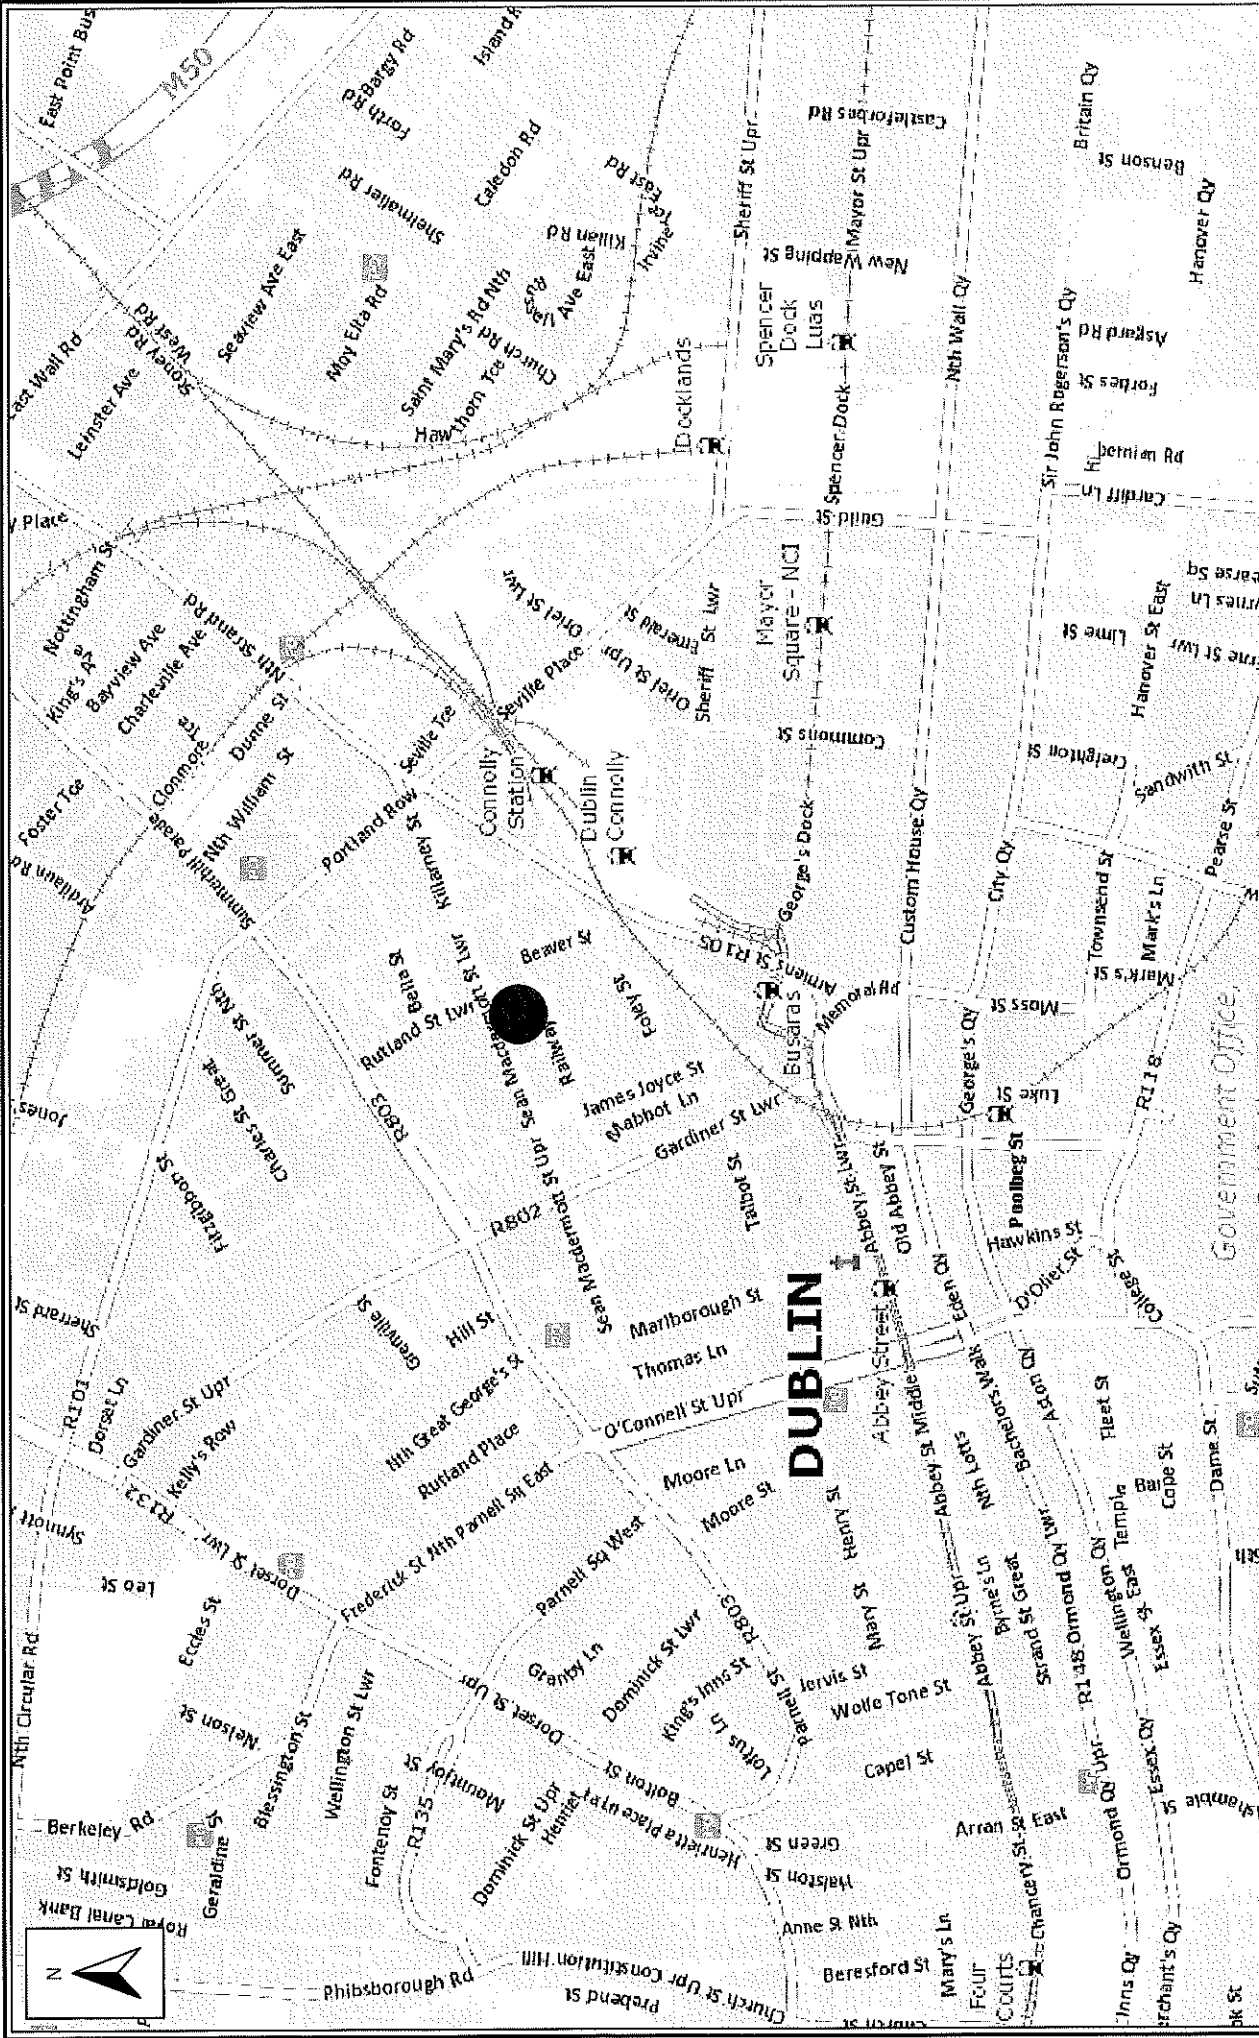 N
Royal Canal Bank
Goldsmith St
Berkeley Rd
Nth Circular Rd
Geraldine St
Nelson St
Eccles St
Leo St
Synnott
Blessington St
Wellington St Lwr
Fontenoy St
R135
Mountjoy St
Phibsborough Rd
Prebend St
Church St Upr
Constitution Hill
Dominick St Upr
Henrietta Place
Dorset St Upr
Dorset St Lwr
R132
Kelly's Row
Gardiner St Upr
Dorset Ln
R101
Sherrard St
Frederick St Nth
Parnell Sq East
Parnell Sq West
Granby Ln
Dominick St Lwr
Bolton St
King's Inns St
Loftus Ln
Parnell St
R803
Rutland Place
Nth Great George's St
Hill St
Grenville St
Fitzgibbon St
Charles St Great
Summer St Nth
Jones'
R802
R803
Sean Macdermott St Upr
Sean Macdermott St Lwr
Rutland St Lwr
Bella St
Railway
Beaver St
Foley St
James Joyce St
Mabbot Ln
Gardiner St Lwr
Talbot St
Marlborough St
Thomas Ln
O'Connell St Upr
Moore Ln
Moore St
Henry St
Mary St
Jervis St
Wolfe Tone St
Capel St
Green St
Halston St
Anne St Nth
Beresford St
Mary's Ln
Church St
Four
Courts
Chancery St
Arran St East
DUBLIN
Abbey Street
Abbey St Middle
Abbey St Upr
Abbey St Lwr
Old Abbey St
Nth Lotts
Byrne's Ln
Strand St Great
Bachelors Walk
Eden Qy
Aston Qy
Ormond Qy Lwr
R148
Ormond Qy Upr
Wellington Qy
Essex St East
Essex Qy
Inns Qy
Merchant's Qy
Temple Bar
Fleet St
Cope St
Dame St
College St
D'Olier St
Hawkins St
Poolbeg St
Luke St
George's Qy
Moss St
R118
Government Office,
Townsend St
Mark's St
Mark's Ln
Pearse St
Sandwith St
City Qy
Creighton St
Lime St
Hanover St East
Custom House Qy
Memorial
Busaras
Amiens St R105
George's Dock
Commons St
Mayor
Square - NCI
Guild St
Dublin
Connolly
Connolly
Station
Killarney St
Portland Row
Summerhill Parade
Nth William St
Dunne St
Clonmore Tce
Foster Tce
Ardilaun Rd
Charleville Ave
Bayview Ave
King's Ave
Nottingham St
Nth Strand Rd
Seville Tce
Seville Place
Oriel St Lwr
Oriel St Upr
Emerald St
Sheriff St Lwr
Docklands
Spencer Dock
Spencer
Dock
Luas
Sheriff St Upr
Mayor St Upr
New Wapping St
Castleforbes Rd
Nth Wall Qy
Sir John Rogerson's Qy
Cardiff Ln
Forbes St
Asgard Rd
Hanover Qy
Benson St
Britain Qy
East Wall Rd
Leinster Ave
Stoney Rd
West Rd
Seaview Ave East
Moy Elta Rd
Saint Mary's Rd Nth
Church Rd
Hawthorn Tce
Russell Ave East
Killan Rd
Irvine Tce
East Rd
Caledon Rd
Shelmalier Rd
Forth Rd
Bargy Rd
Island R
M50
East Point Bus